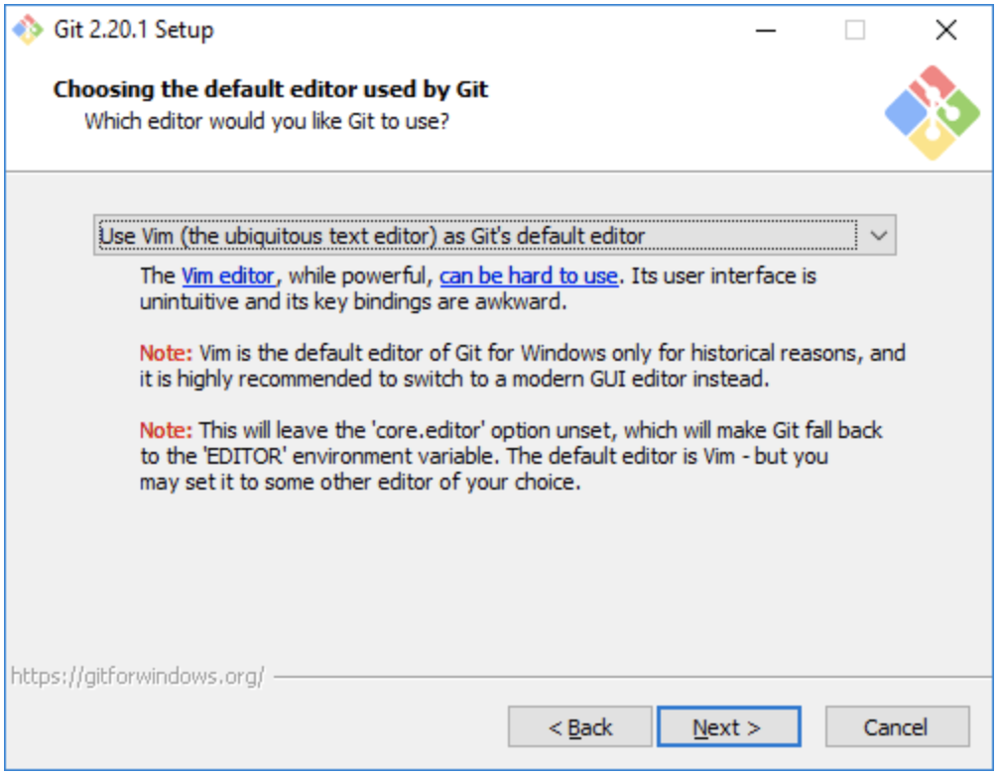 Git 2.20.1 Setup
Choosing the default editor used by Git
Which editor would you like Git to use?
Use Vim (the ubiquitous text editor) as Git's default editor
The Vim editor, while powerful, can be hard to use. Its user interface is
unintuitive and its key bindings are awkward.
Note: Vim is the default editor of Git for Windows only for historical reasons, and
it is highly recommended to switch to a modern GUI editor instead.
Note: This will leave the 'core.editor' option unset, which will make Git fall back
to the 'EDITOR' environment variable. The default editor is Vim - but you
may set it to some other editor of your choice.
https://gitforwindows.org/
< Back
Next >
Cancel